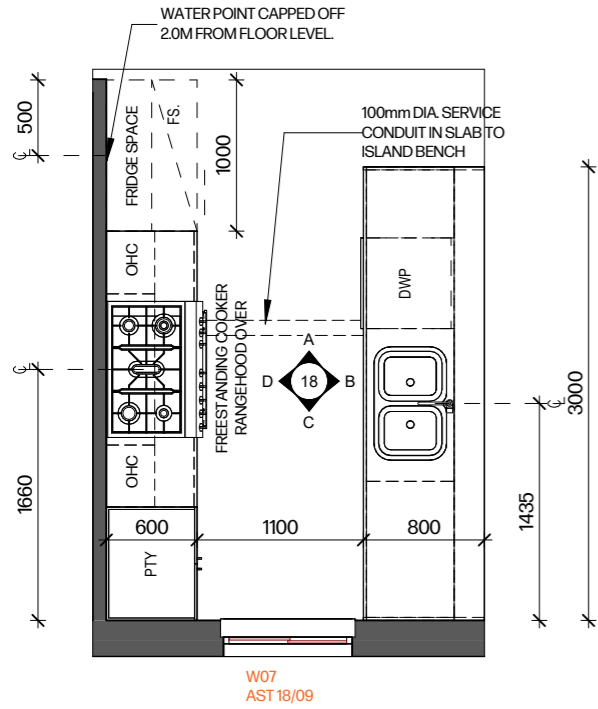 WATER POINT CAPPED OFF
2.0M FROM FLOOR LEVEL.
500
℄
FRIDGE SPACE
FS.
1000
100mm DIA. SERVICE
CONDUIT IN SLAB TO
ISLAND BENCH
OHC
DWP
FREESTANDING COOKER
RANGEHOOD OVER
A
D 18 B
C
℄
℄
3000
1660
OHC
1435
600
1100
800
PTY
W07
AST 18/09